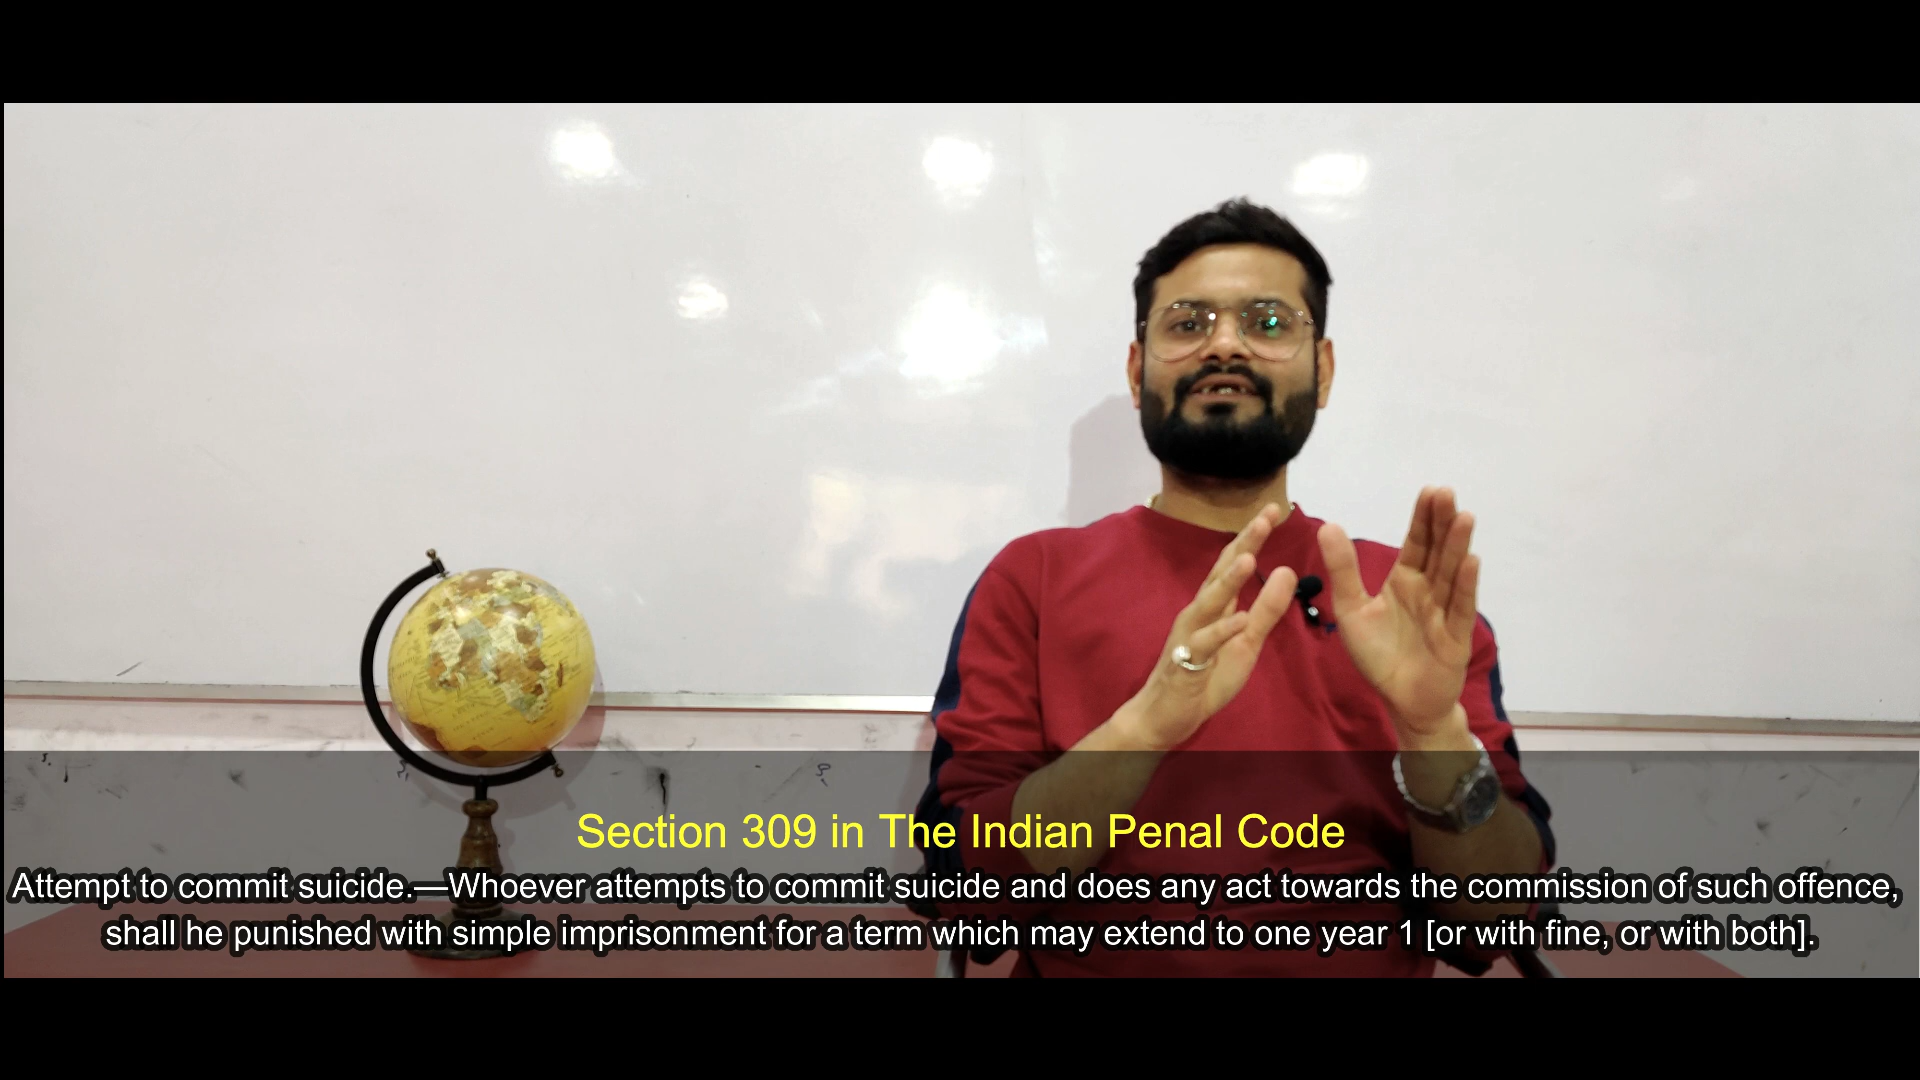 Section 309 in The Indian Penal Code
Attempt to commit suicide.—Whoever attempts to commit suicide and does any act towards the commission of such offence,
shall he punished with simple imprisonment for a term which may extend to one year 1 [or with fine, or with both].